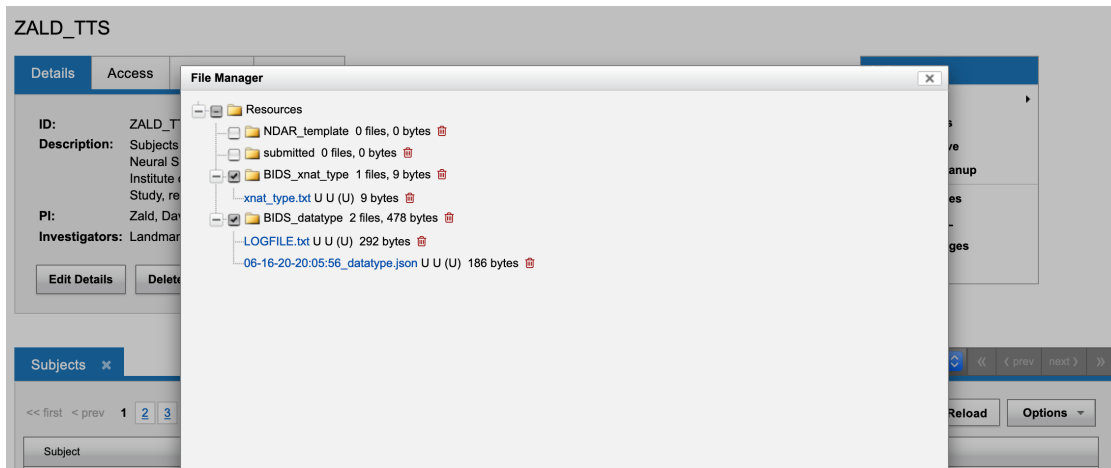 ZALD_TTS
Details Access
File Manager
Resources
NDAR_template 0 files, 0 bytes
submitted 0 files, 0 bytes
BIDS_xnat_type 1 files, 9 bytes
xnat_type.txt U U (U) 9 bytes
BIDS_datatype 2 files, 478 bytes
LOGFILE.txt U U (U) 292 bytes
06-16-20-20:05:56_datatype.json U U (U) 186 bytes
ID: ZALD_T
Description: Subjects
Neural S
Institute
Study, re
PI: Zald, Da
Investigators: Landmar
Edit Details Delete
anup
es
ges
Subjects
<< first < prev 1 2 3
prev next
Reload Options
Subject